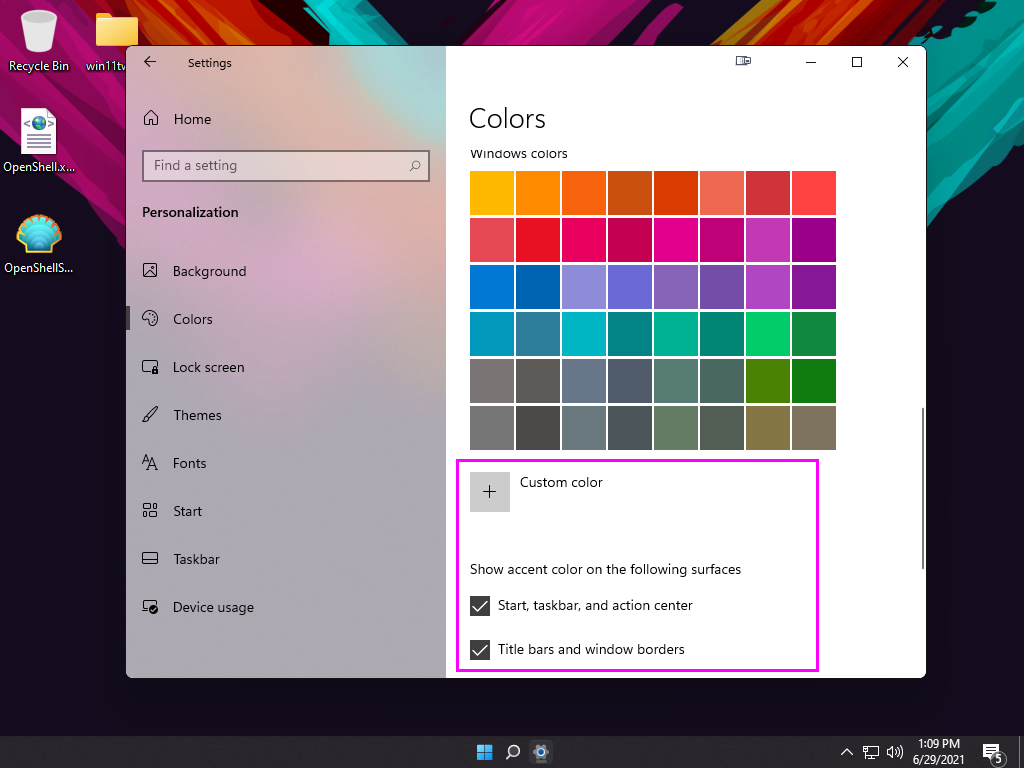 Recycle Bin
win11tw
OpenShell.x...
OpenShellS...
Settings
Home
Find a setting
Personalization
Background
Colors
Lock screen
Themes
Fonts
Start
Taskbar
Device usage
Colors
Windows colors
Custom color
Show accent color on the following surfaces
Start, taskbar, and action center
Title bars and window borders
1:09 PM
6/29/2021
5